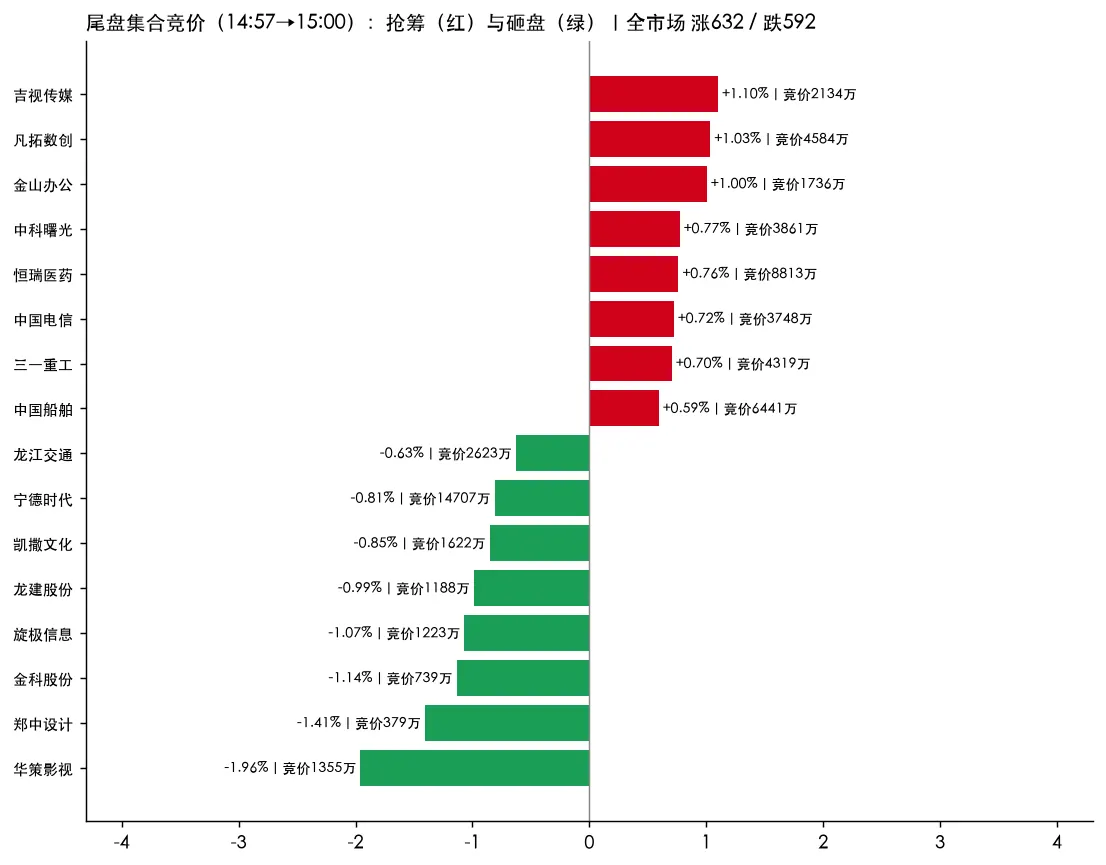 尾盘集合竞价（14:57→15:00）：抢筹（红）与砸盘（绿）｜全市场 涨632 / 跌592
吉视传媒 +1.10%｜竞价2134万
凡拓数创 +1.03%｜竞价4584万
金山办公 +1.00%｜竞价1736万
中科曙光 +0.77%｜竞价3861万
恒瑞医药 +0.76%｜竞价8813万
中国电信 +0.72%｜竞价3748万
三一重工 +0.70%｜竞价4319万
中国船舶 +0.59%｜竞价6441万
龙江交通 -0.63%｜竞价2623万
宁德时代 -0.81%｜竞价14707万
凯撒文化 -0.85%｜竞价1622万
龙建股份 -0.99%｜竞价1188万
旋极信息 -1.07%｜竞价1223万
金科股份 -1.14%｜竞价739万
郑中设计 -1.41%｜竞价379万
华策影视 -1.96%｜竞价1355万
-4 -3 -2 -1 0 1 2 3 4